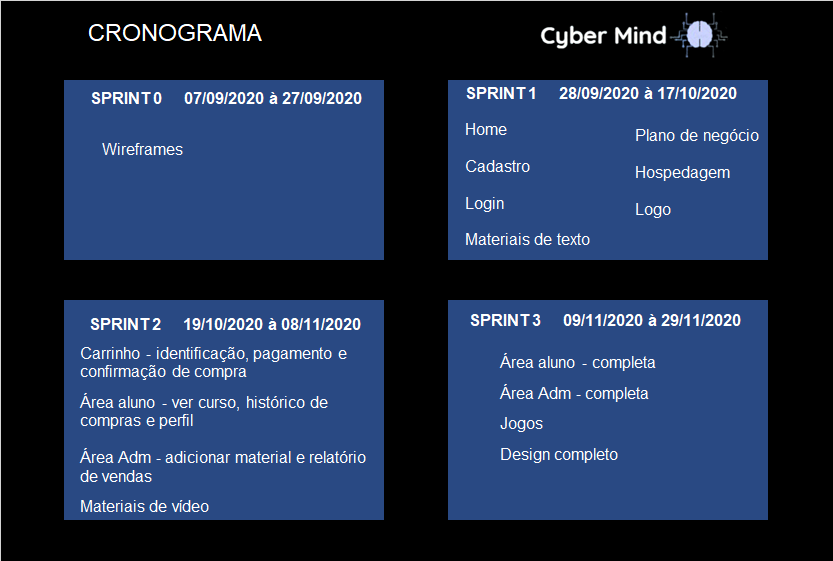 CRONOGRAMA
Cyber Mind
SPRINT 0 07/09/2020 à 27/09/2020
Wireframes
SPRINT 1 28/09/2020 à 17/10/2020
Home
Cadastro
Login
Materiais de texto
Plano de negócio
Hospedagem
Logo
SPRINT 2 19/10/2020 à 08/11/2020
Carrinho - identificação, pagamento e
confirmação de compra
Área aluno - ver curso, histórico de
compras e perfil
Área Adm - adicionar material e relatório
de vendas
Materiais de vídeo
SPRINT 3 09/11/2020 à 29/11/2020
Área aluno - completa
Área Adm - completa
Jogos
Design completo